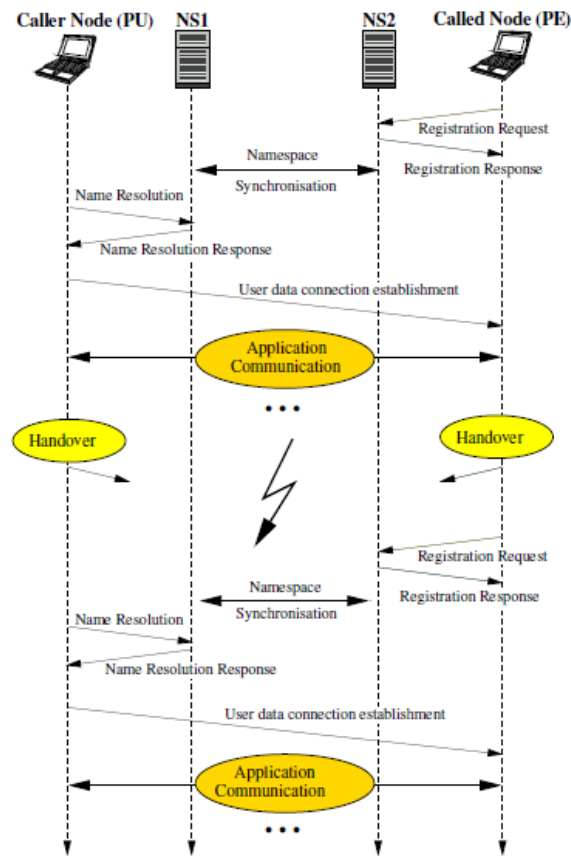 Caller Node (PU) NS1 NS2 Called Node (PE)
Registration Request
Namespace
Registration Response
Synchronisation
Name Resolution
Name Resolution Response
User data connection establishment
Application
Communication
Handover
Handover
Registration Request
Namespace
Registration Response
Synchronisation
Name Resolution
Name Resolution Response
User data connection establishment
Application
Communication